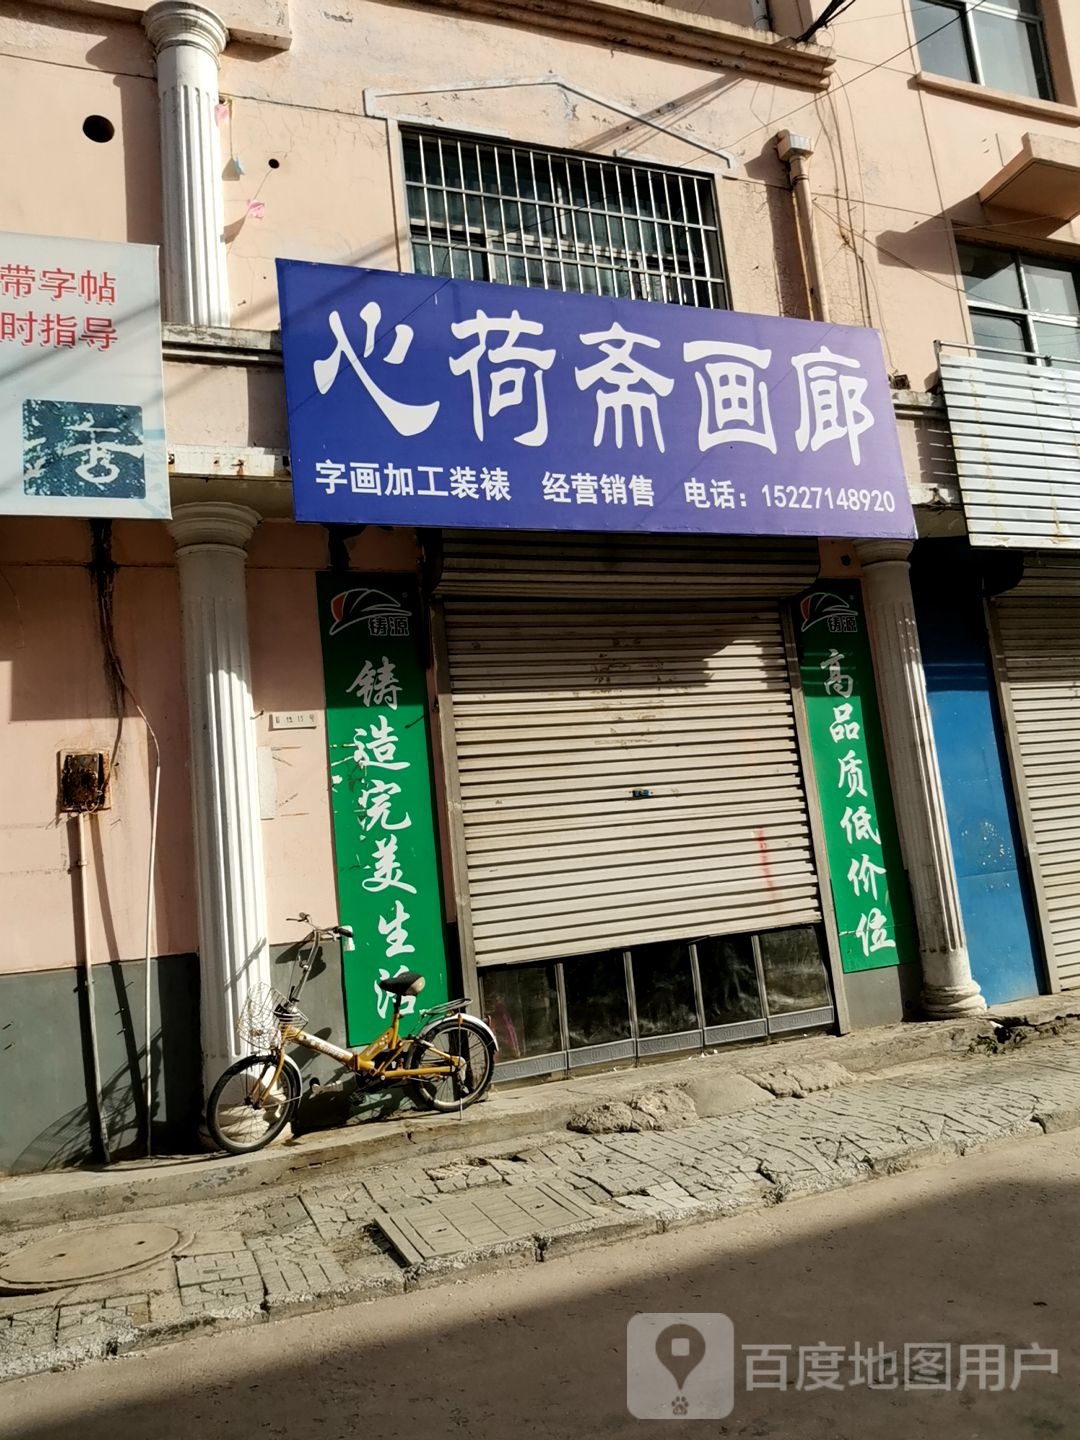 带字帖
时指导
心荷斋画廊
字画加工装裱 经营销售 电话：15227148920
铸源
铸造完美生活
铸源
高品质低价位
百度地图用户